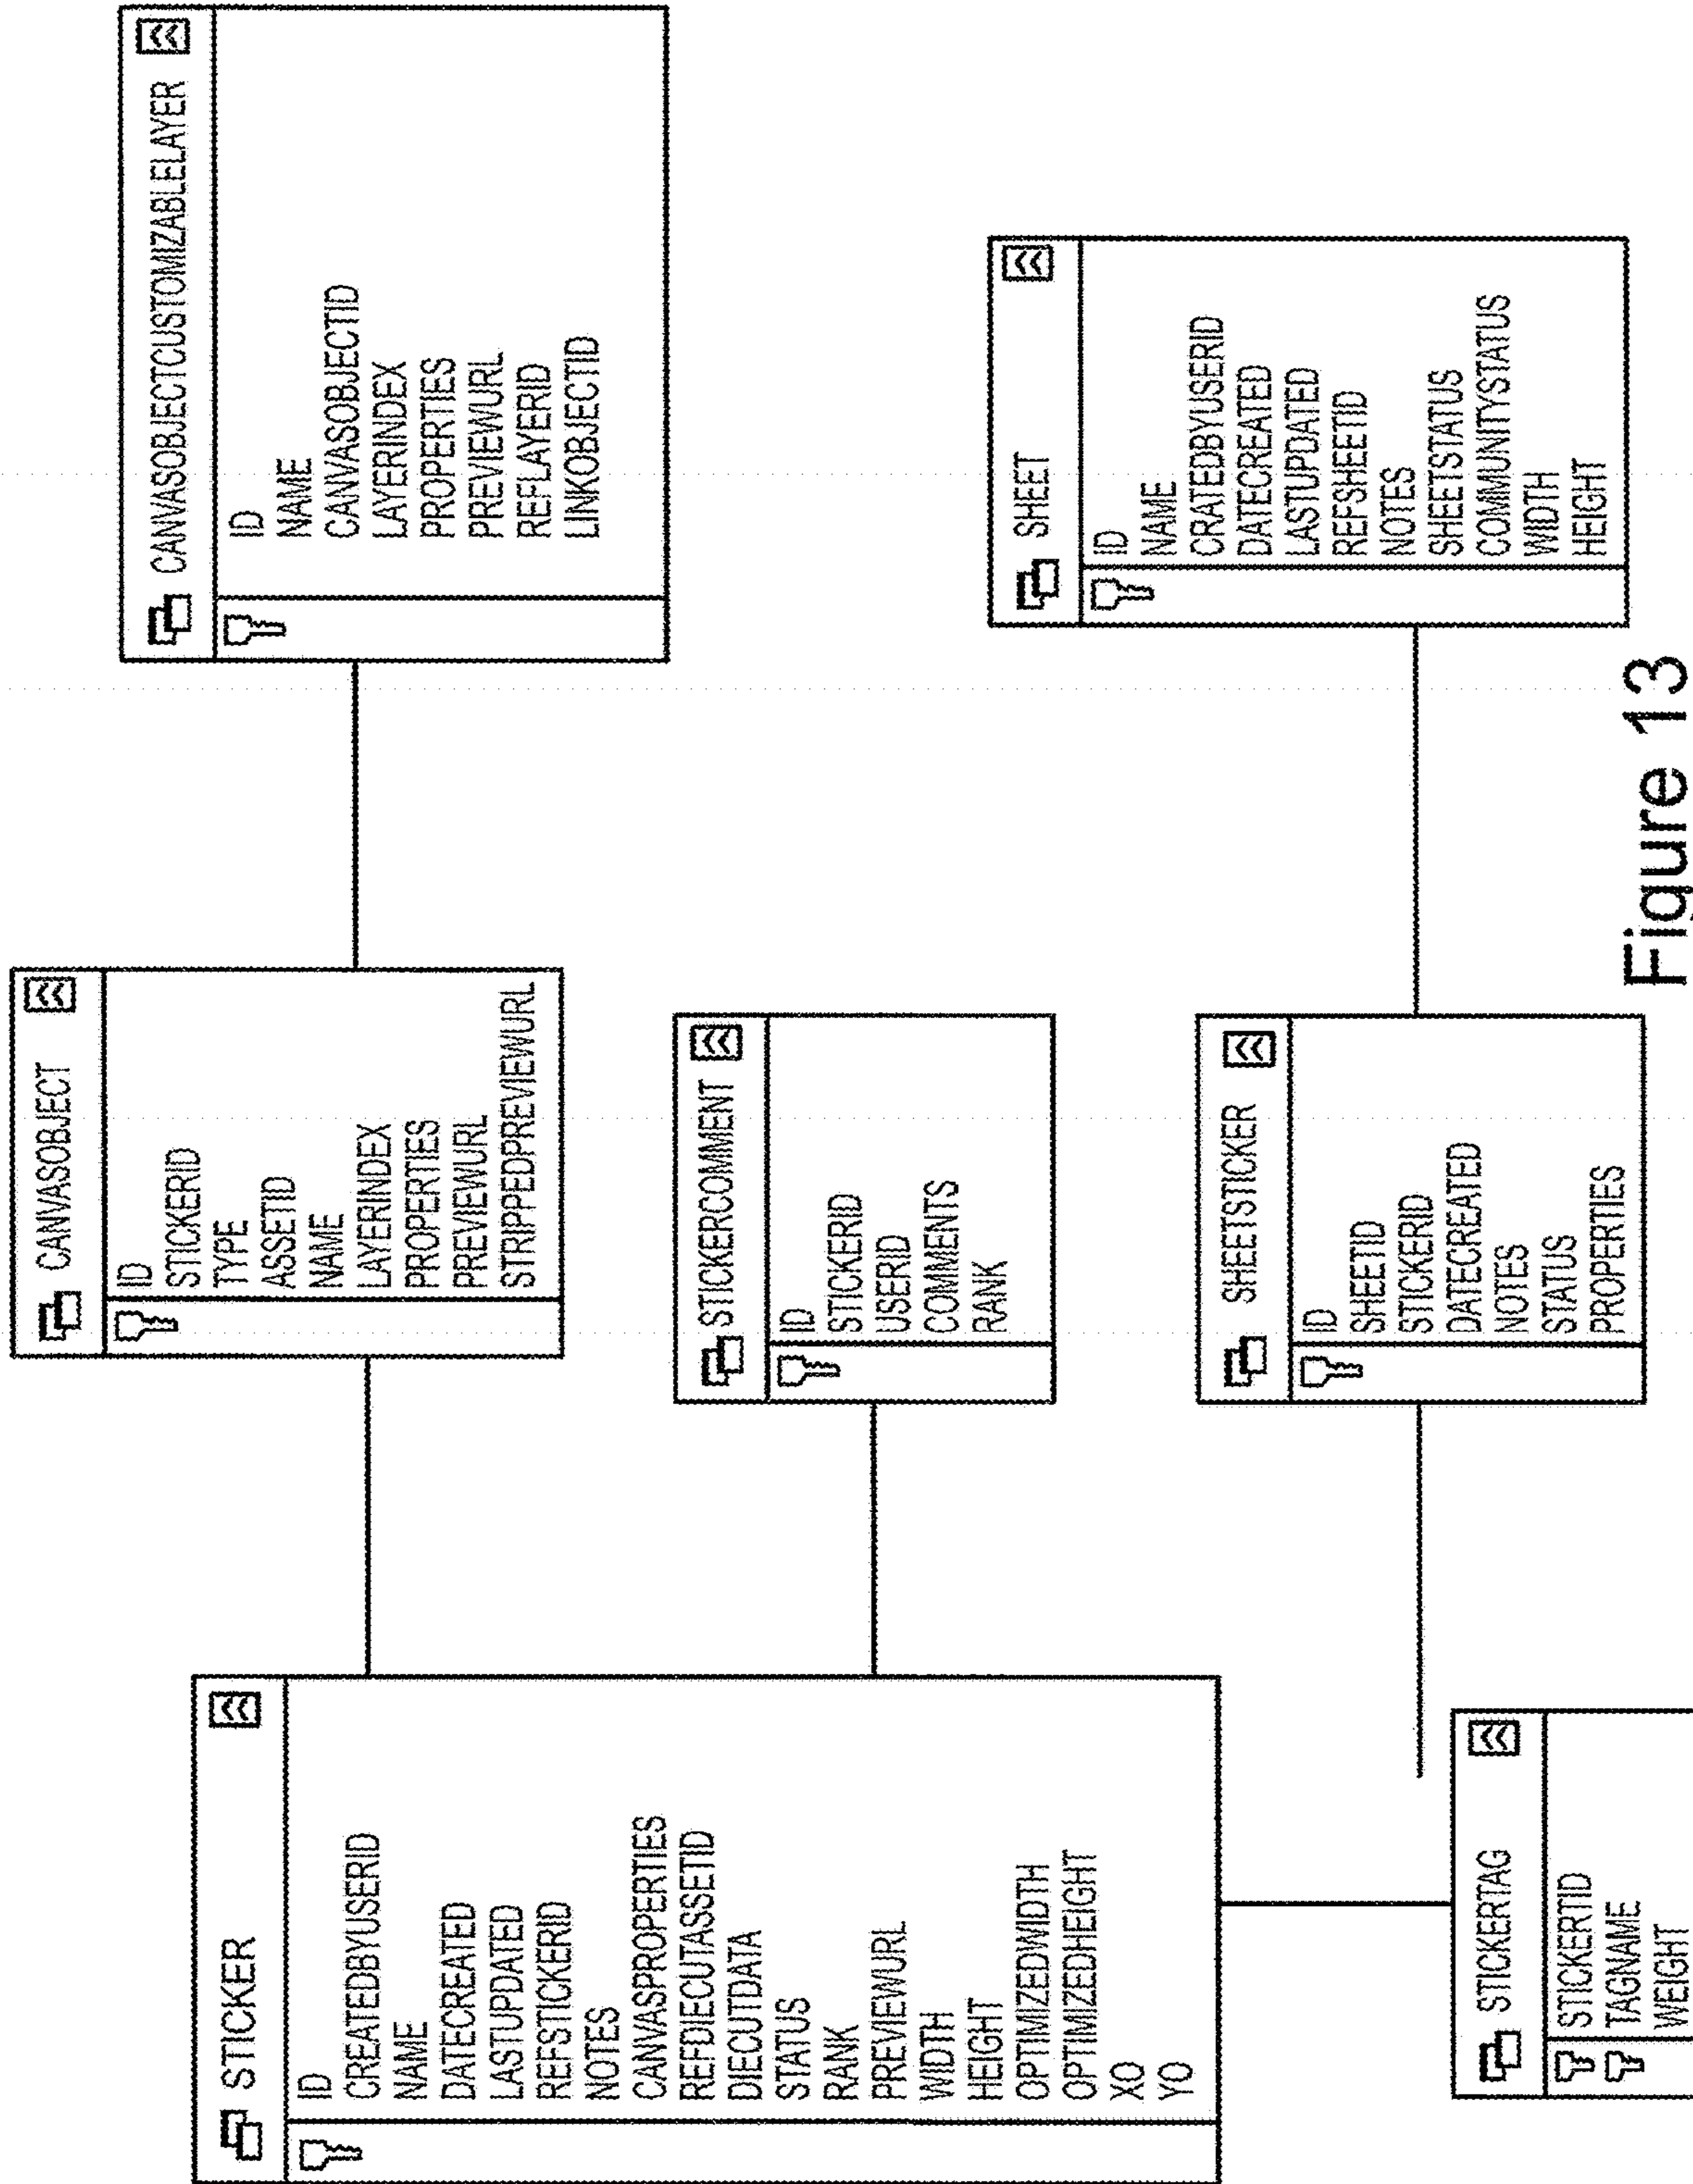 STICKER
ID
CREATEDBYUSERID
NAME
DATECREATED
LASTUPDATED
REFSTICKERID
NOTES
CANVASPROPERTIES
REFDIECUTASSETID
DIECUTDATA
STATUS
RANK
PREVIEWURL
WIDTH
HEIGHT
OPTIMIZEDWIDTH
OPTIMIZEDHEIGHT
XO
YO
STICKERTAG
STICKERTID
TAGNAME
WEIGHT
CANVASOBJECT
ID
STICKERID
TYPE
ASSETID
NAME
LAYERINDEX
PROPERTIES
PREVIEWURL
STRIPPEDPREVIEWURL
STICKERCOMMENT
ID
STICKERID
USERID
COMMENTS
RANK
SHEETSTICKER
ID
SHEETID
STICKERID
DATECREATED
NOTES
STATUS
PROPERTIES
CANVASOBJECTCUSTOMIZABLELAYER
ID
NAME
CANVASOBJECTID
LAYERINDEX
PROPERTIES
PREVIEWURL
REFLAYERID
LINKOBJECTID
SHEET
ID
NAME
CRATEDBYUSERID
DATECREATED
LASTUPDATED
REFSHEETID
NOTES
SHEETSTATUS
COMMUNITYSTATUS
WIDTH
HEIGHT
Figure 13